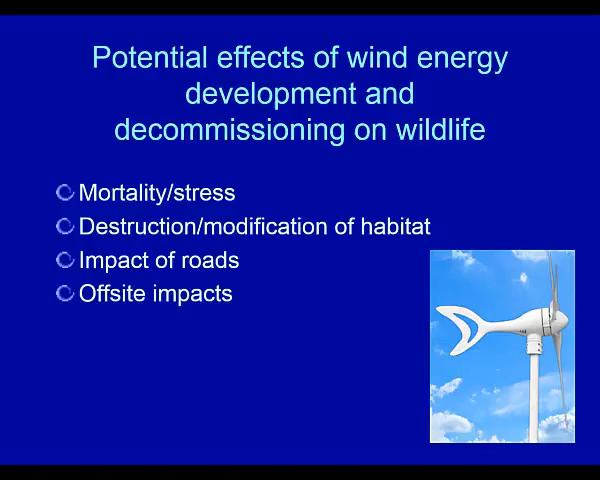 Potential effects of wind energy
development and
decommissioning on wildlife
Mortality/stress
Destruction/modification of habitat
Impact of roads
Offsite impacts